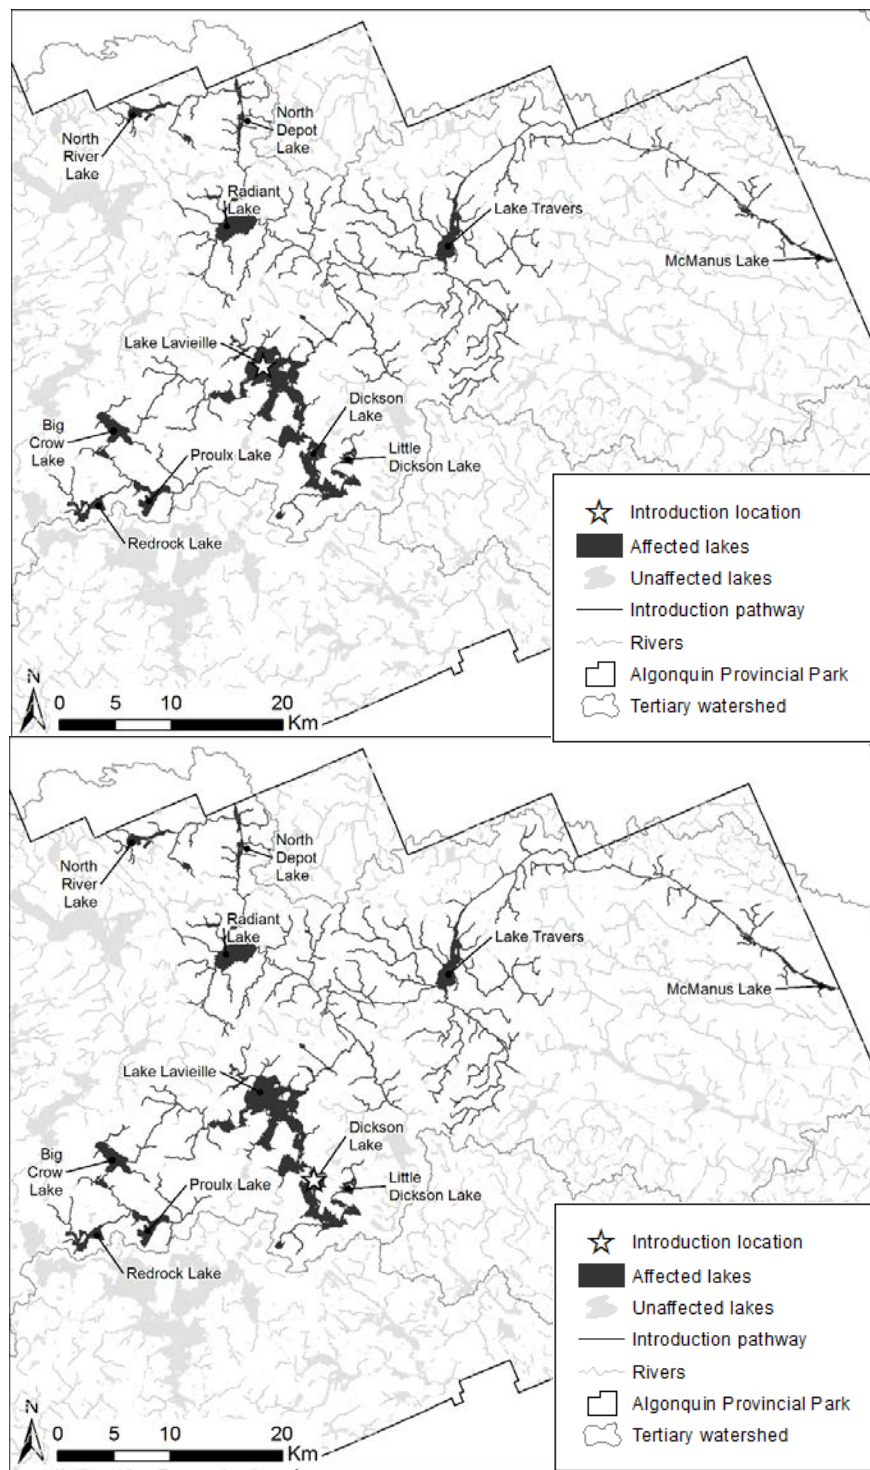 North
River
Lake
North
Depot
Lake
Radiant
Lake
Lake Travers
McManus Lake
Lake Lavieille
Dickson
Lake
Big
Crow
Lake
Proulx Lake
Little
Dickson Lake
Redrock Lake
Introduction location
Affected lakes
Unaffected lakes
Introduction pathway
Rivers
Algonquin Provincial Park
Tertiary watershed
N
0 5 10 20
Km
North
River
Lake
North
Depot
Lake
Radiant
Lake
Lake Travers
McManus Lake
Lake Lavieille
Dickson
Lake
Big
Crow
Lake
Proulx Lake
Little
Dickson Lake
Redrock Lake
Introduction location
Affected lakes
Unaffected lakes
Introduction pathway
Rivers
Algonquin Provincial Park
Tertiary watershed
N
0 5 10 20
Km